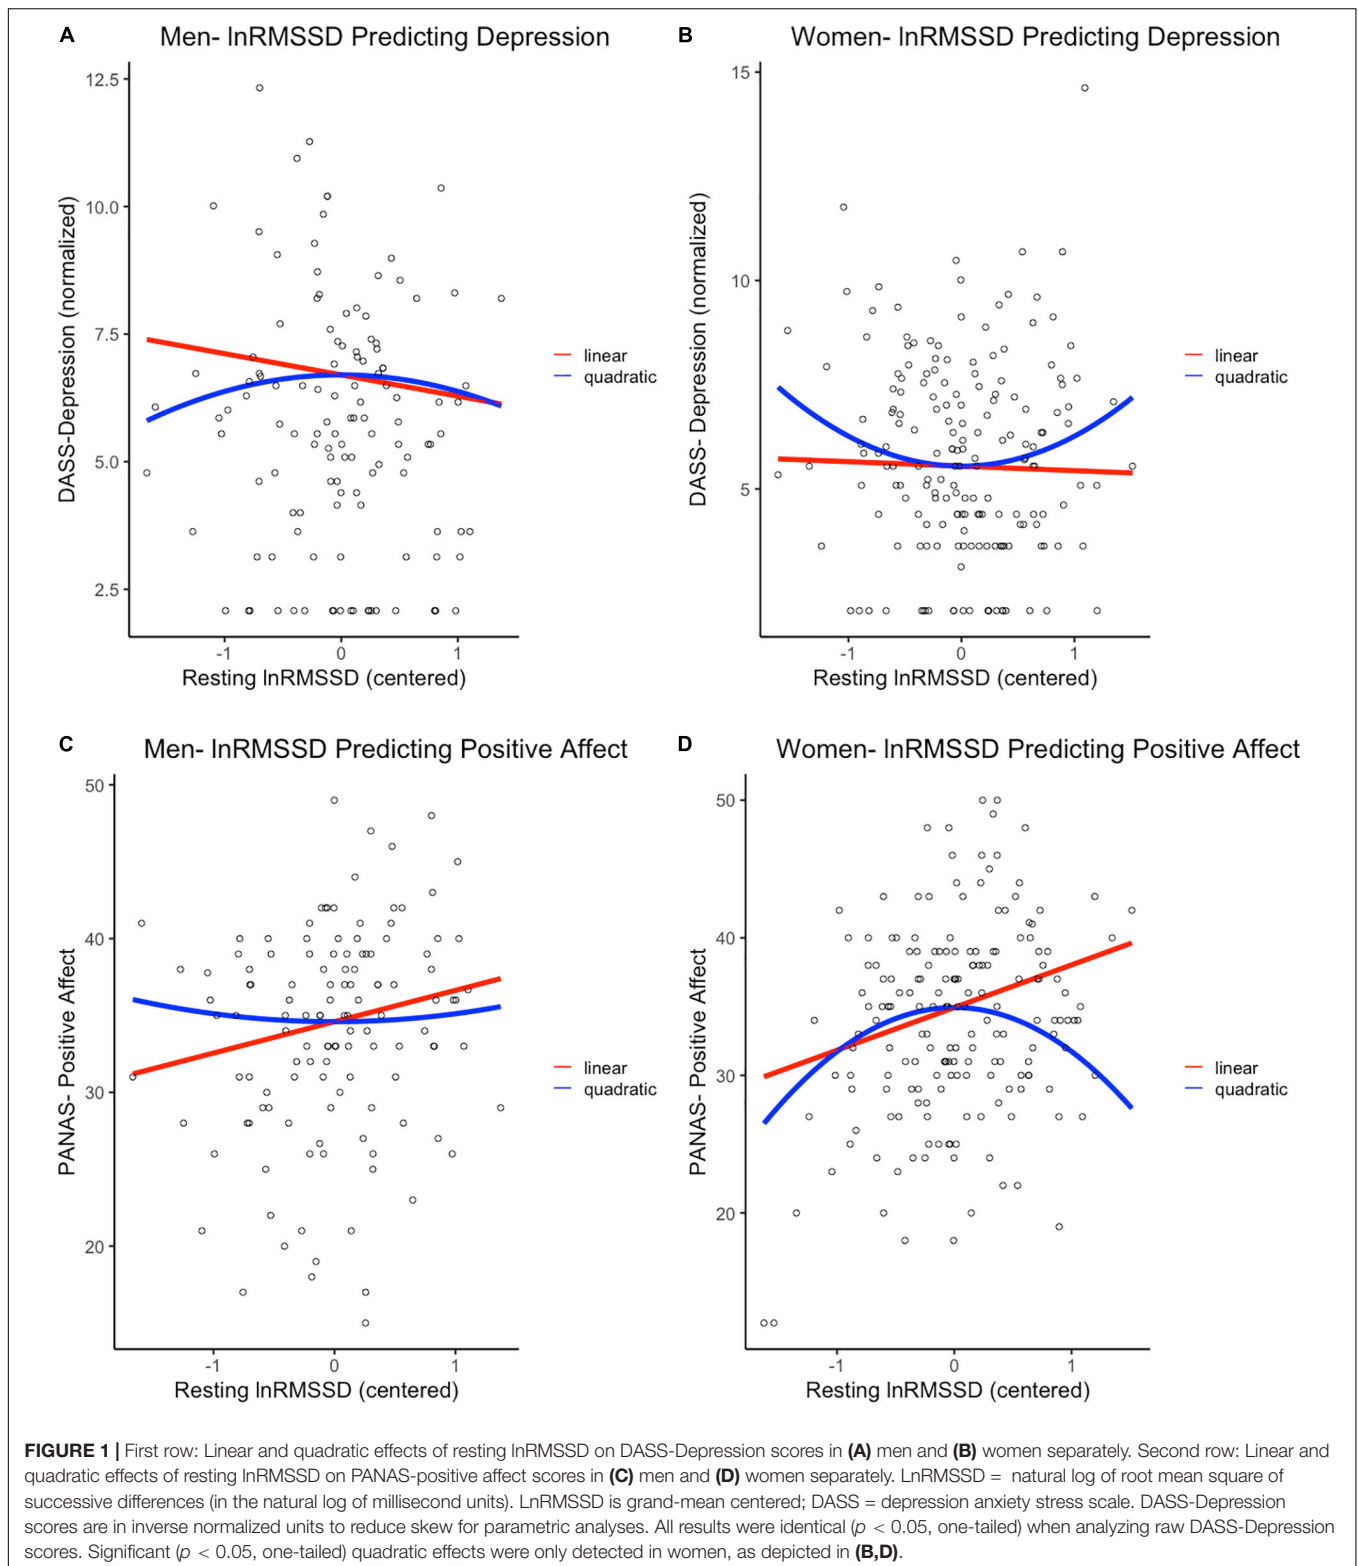 A
Men- lnRMSSD Predicting Depression
12.5
10.0
7.5
5.0
2.5
DASS-Depression (normalized)
-1 0 1
Resting lnRMSSD (centered)
linear
quadratic
B
Women- lnRMSSD Predicting Depression
15
10
5
DASS- Depression (normalized)
-1 0 1
Resting lnRMSSD (centered)
linear
quadratic
C
Men- lnRMSSD Predicting Positive Affect
50
40
30
20
PANAS- Positive Affect
-1 0 1
Resting lnRMSSD (centered)
linear
quadratic
D
Women- lnRMSSD Predicting Positive Affect
50
40
30
20
PANAS- Positive Affect
-1 0 1
Resting lnRMSSD (centered)
linear
quadratic
FIGURE 1 | First row: Linear and quadratic effects of resting lnRMSSD on DASS-Depression scores in (A) men and (B) women separately. Second row: Linear and
quadratic effects of resting lnRMSSD on PANAS-positive affect scores in (C) men and (D) women separately. LnRMSSD = natural log of root mean square of
successive differences (in the natural log of millisecond units). LnRMSSD is grand-mean centered; DASS = depression anxiety stress scale. DASS-Depression
scores are in inverse normalized units to reduce skew for parametric analyses. All results were identical (p < 0.05, one-tailed) when analyzing raw DASS-Depression
scores. Significant (p < 0.05, one-tailed) quadratic effects were only detected in women, as depicted in (B,D).